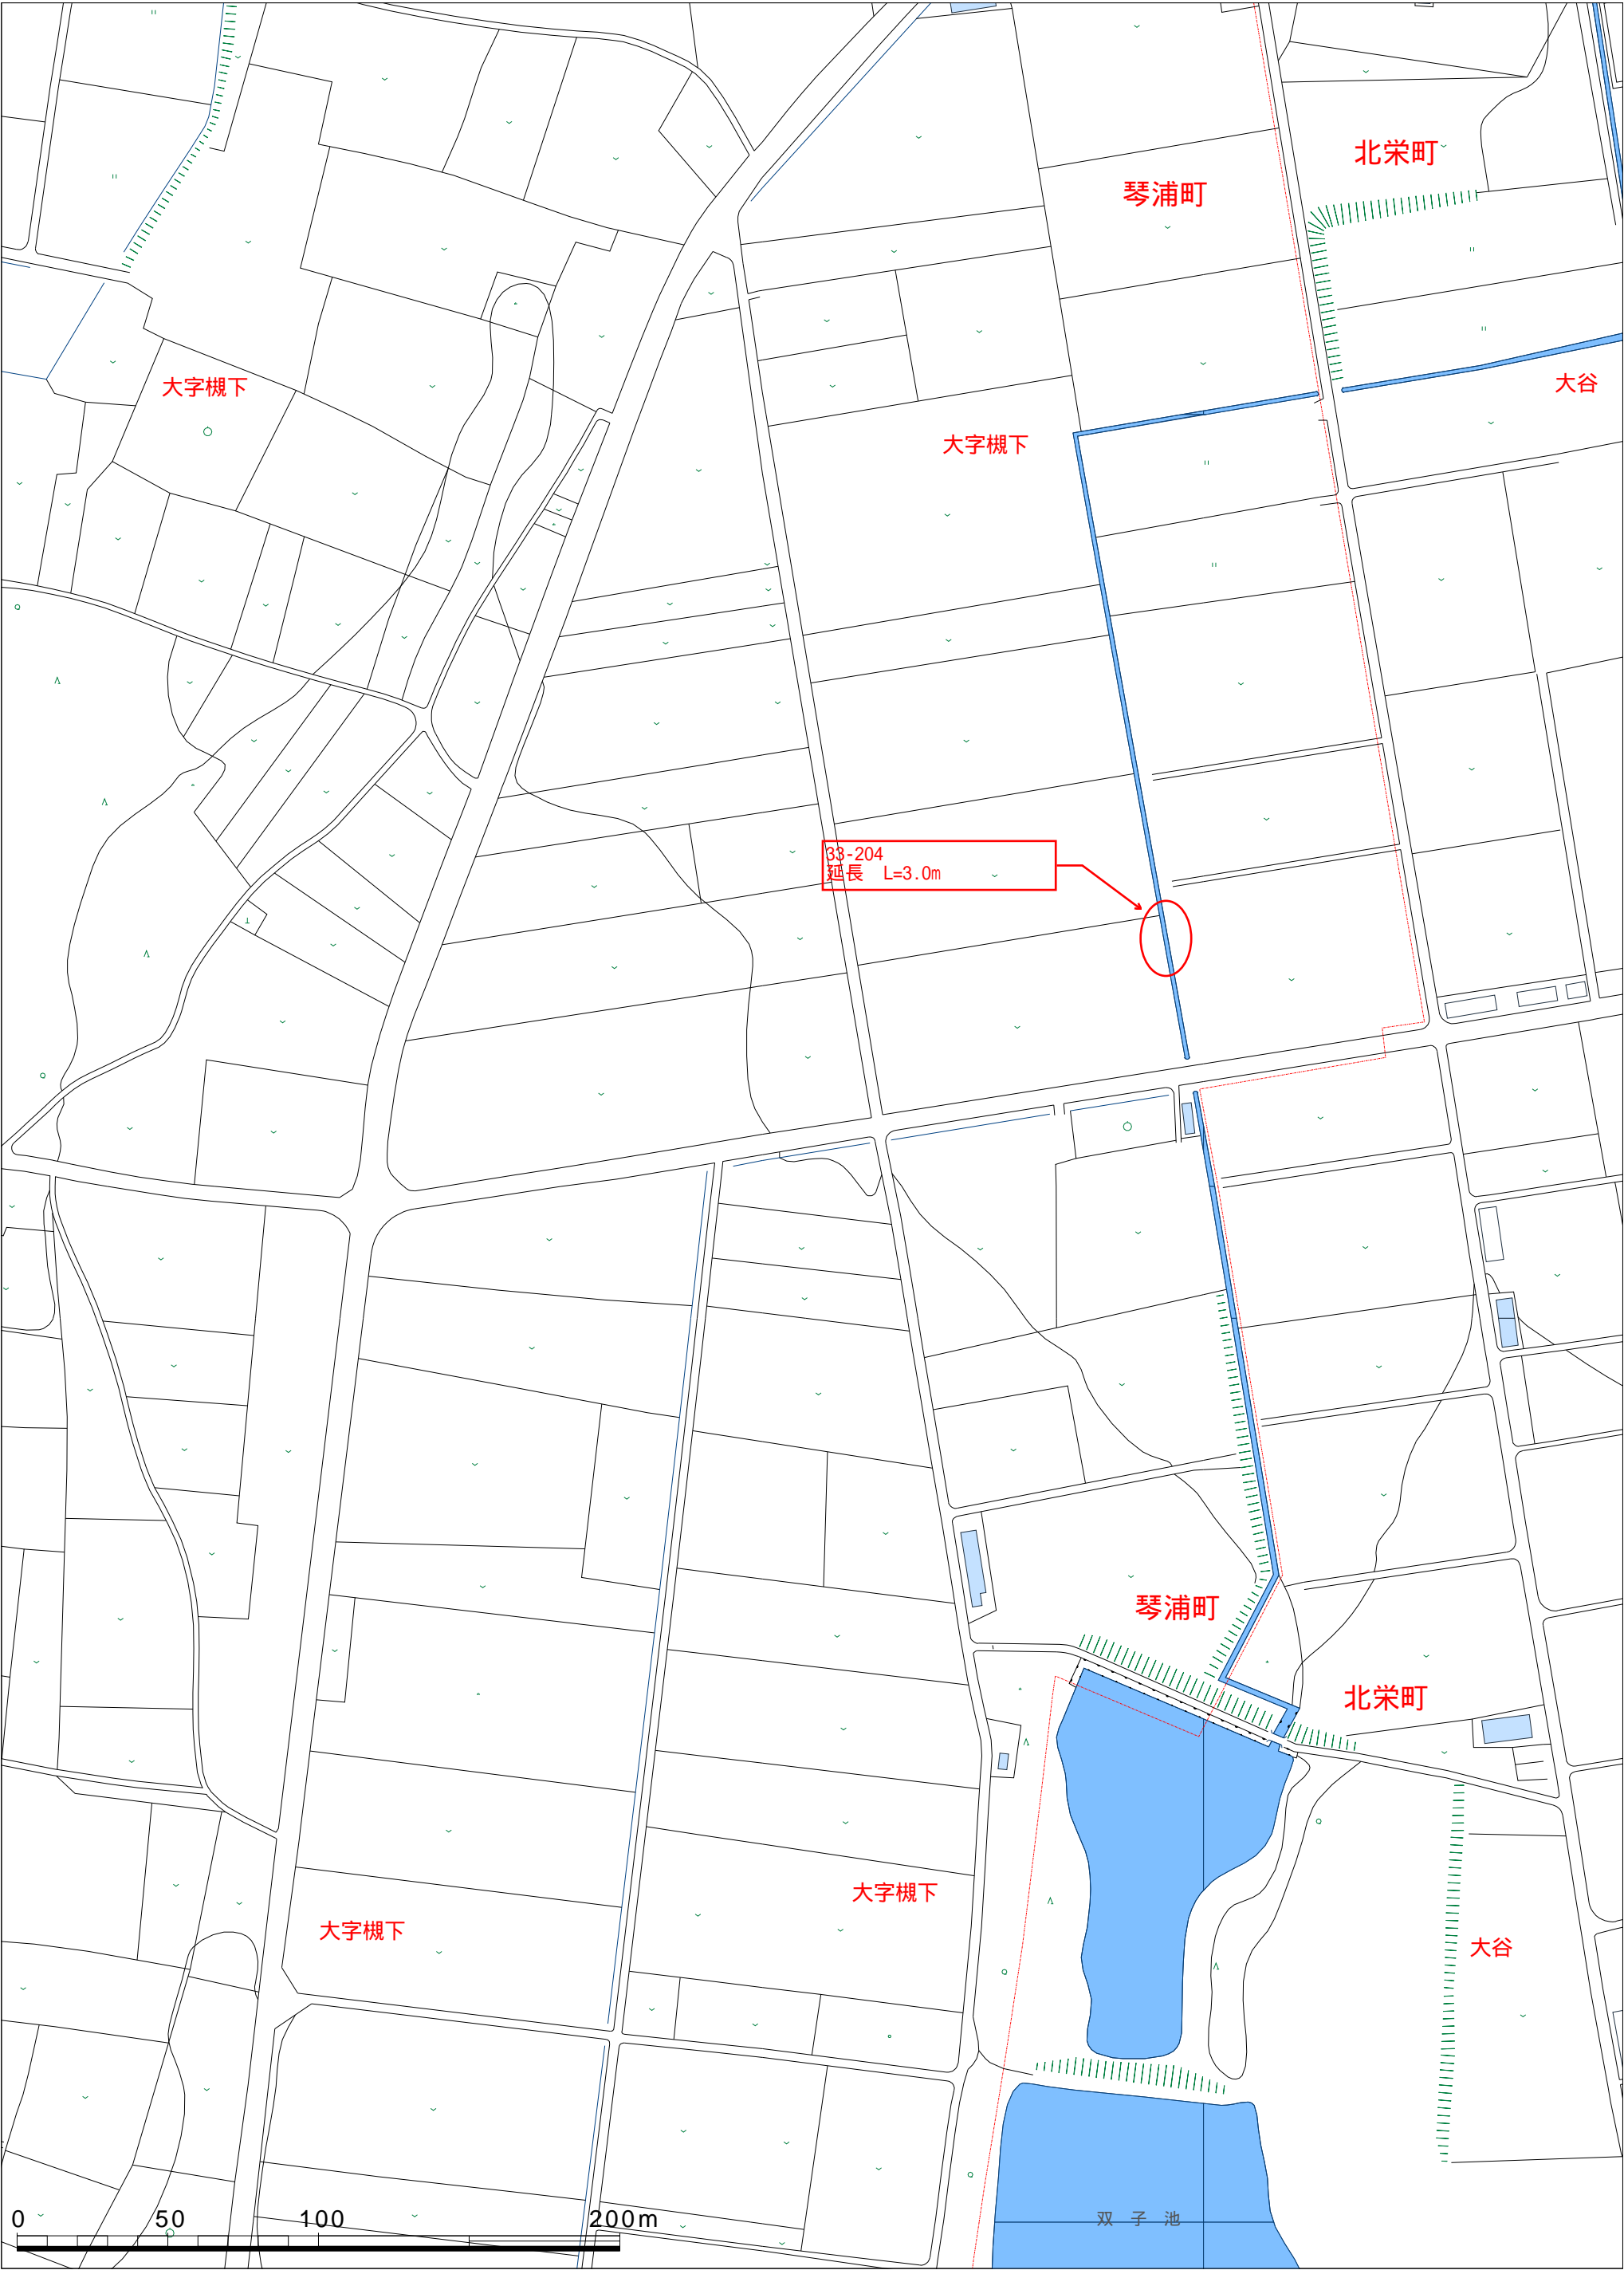 北栄町
琴浦町
大字槻下
大谷
大字槻下
33-204
延長　L=3.0m
琴浦町
北栄町
大字槻下
大字槻下
大谷
双 子 池
0 50 100 200m